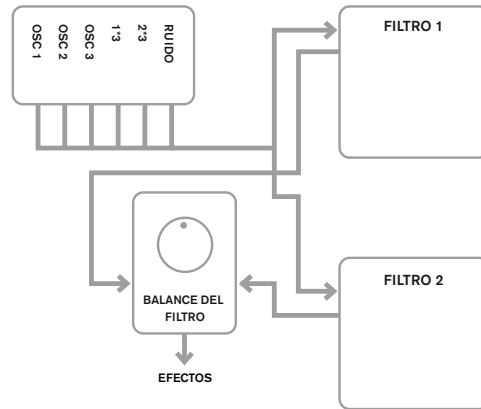 OSC 1
OSC 2
OSC 3
1*3
2*3
RUIDO
FILTRO 1
BALANCE DEL
FILTRO
FILTRO 2
EFECTOS